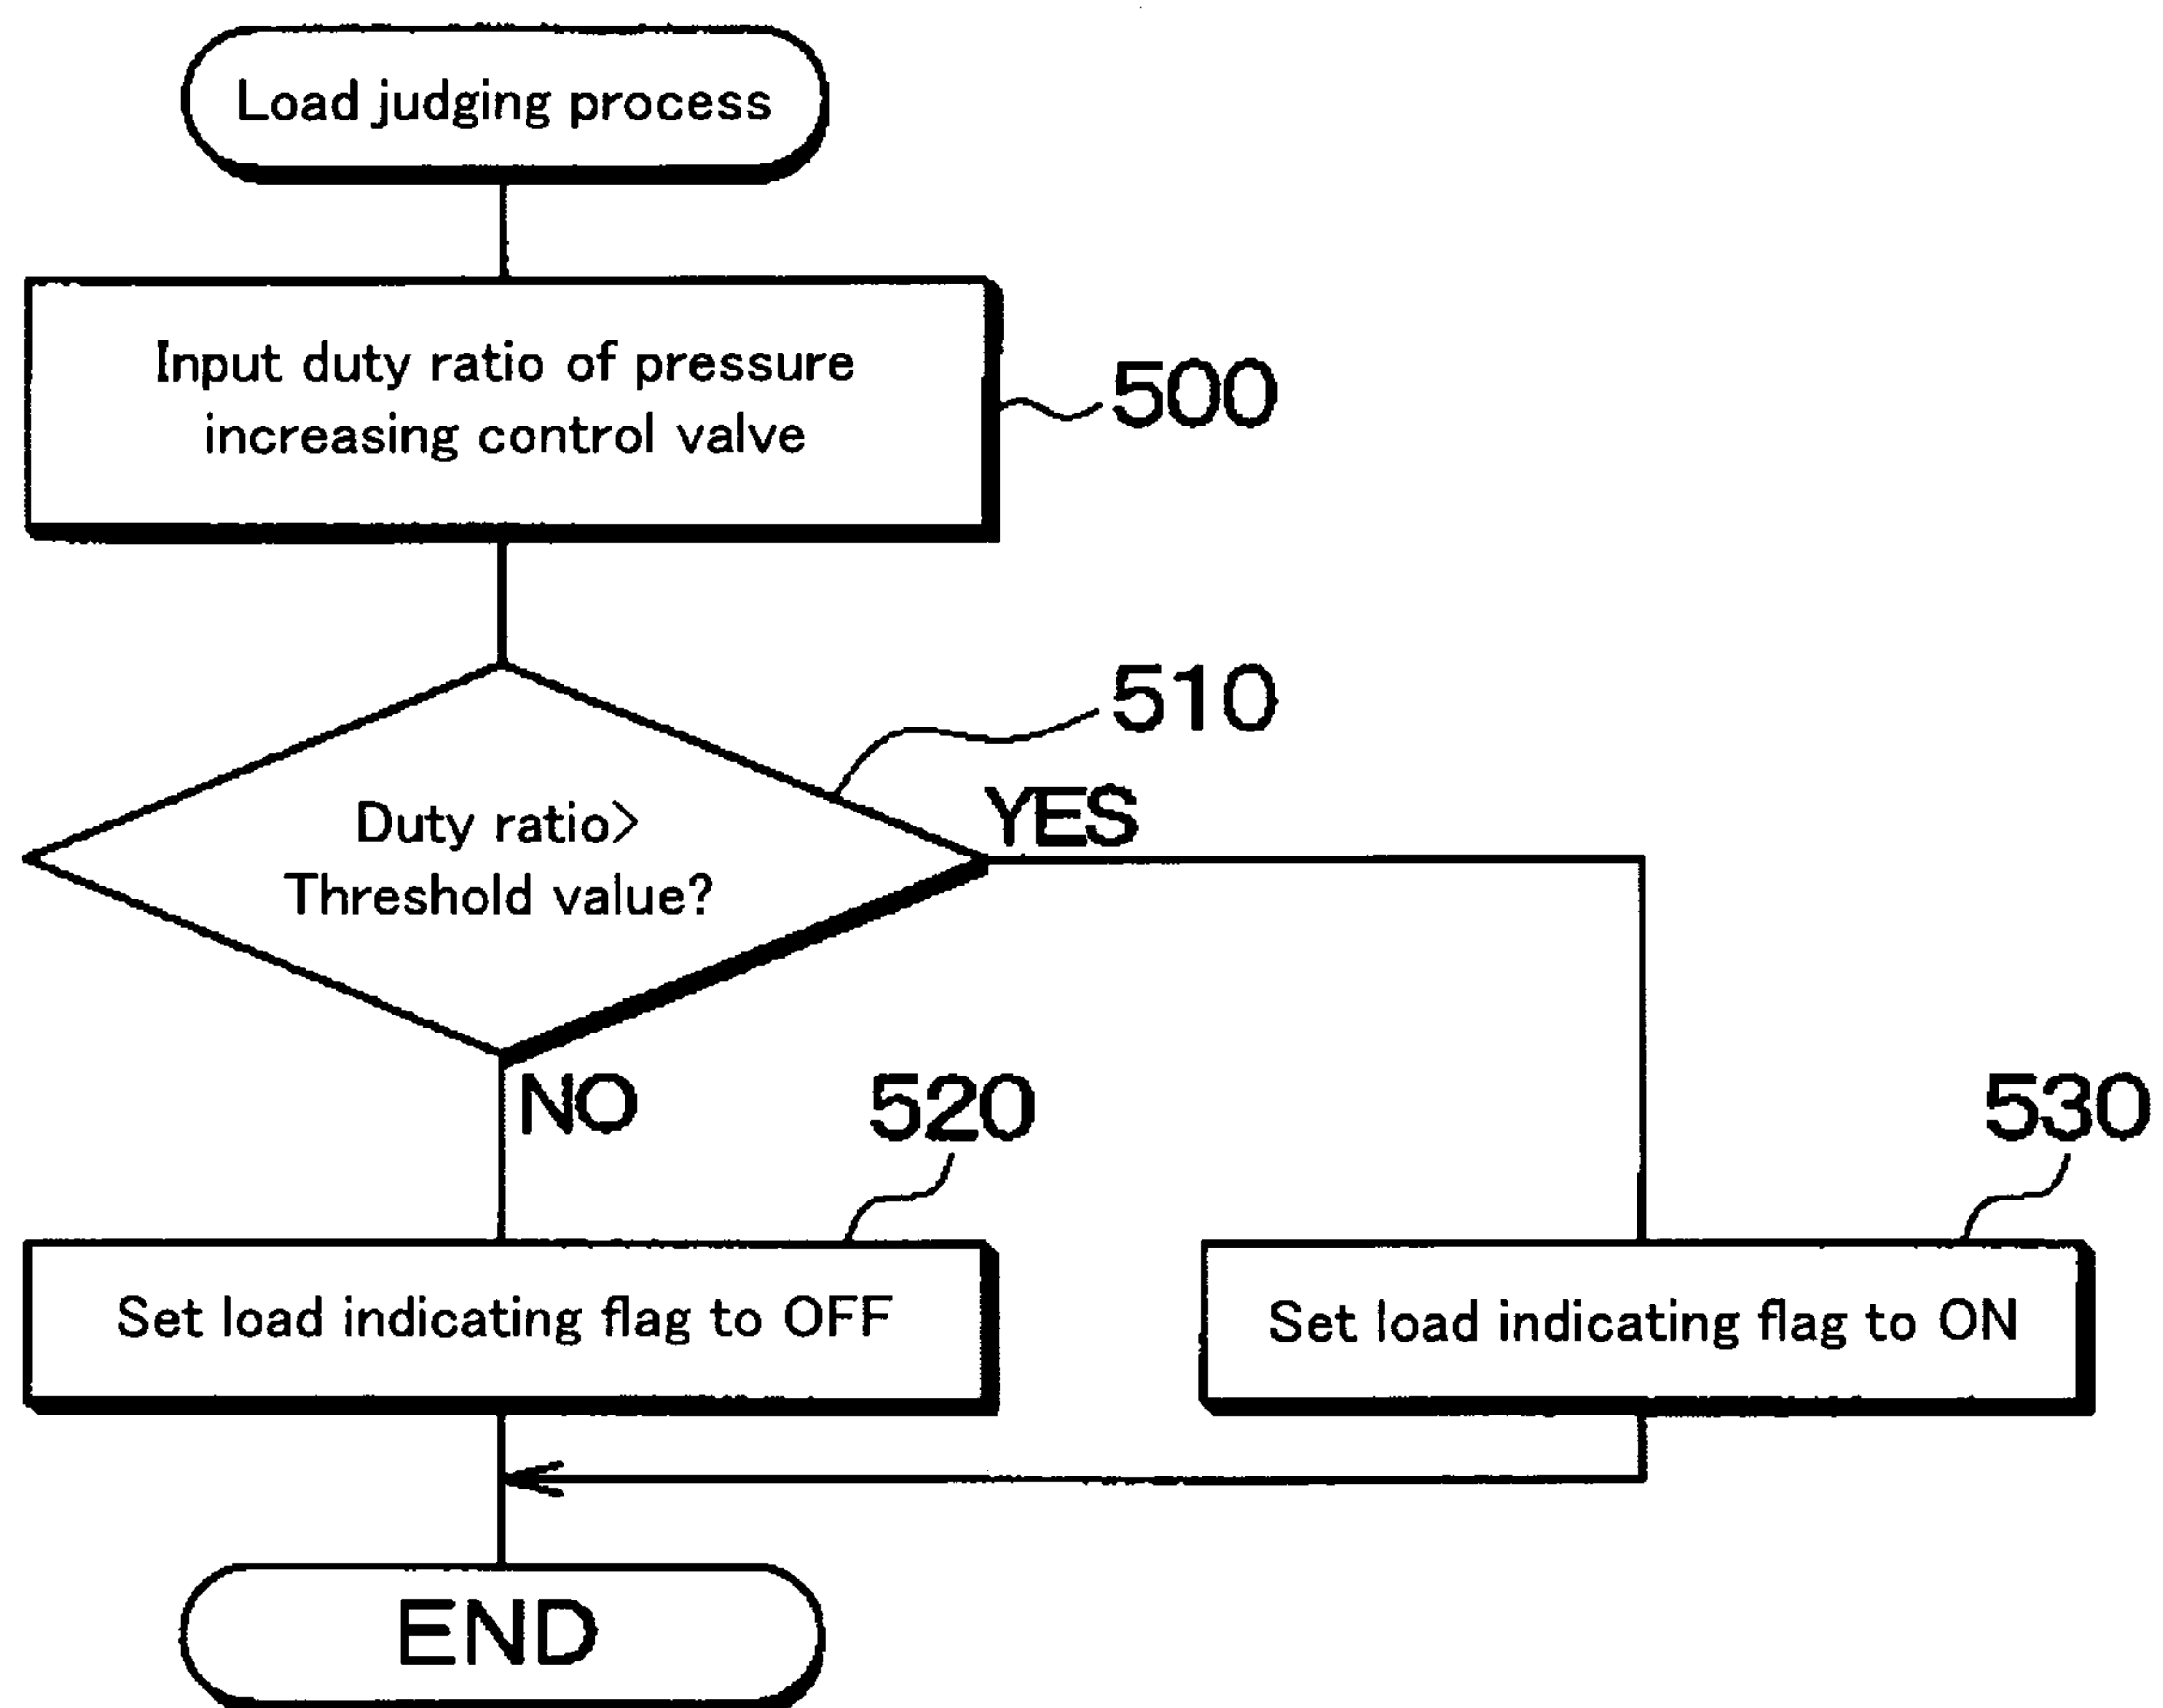 Load judging process
Input duty ratio of pressure
increasing control valve
500
510
Duty ratio>
Threshold value?
YES
NO
520
530
Set load indicating flag to OFF
Set load indicating flag to ON
END